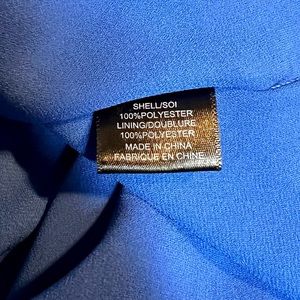 SHELL/SOI
100%POLYESTER
LINING/DOUBLURE
100%POLYESTER
MADE IN CHINA
FABRIQUE EN CHINE